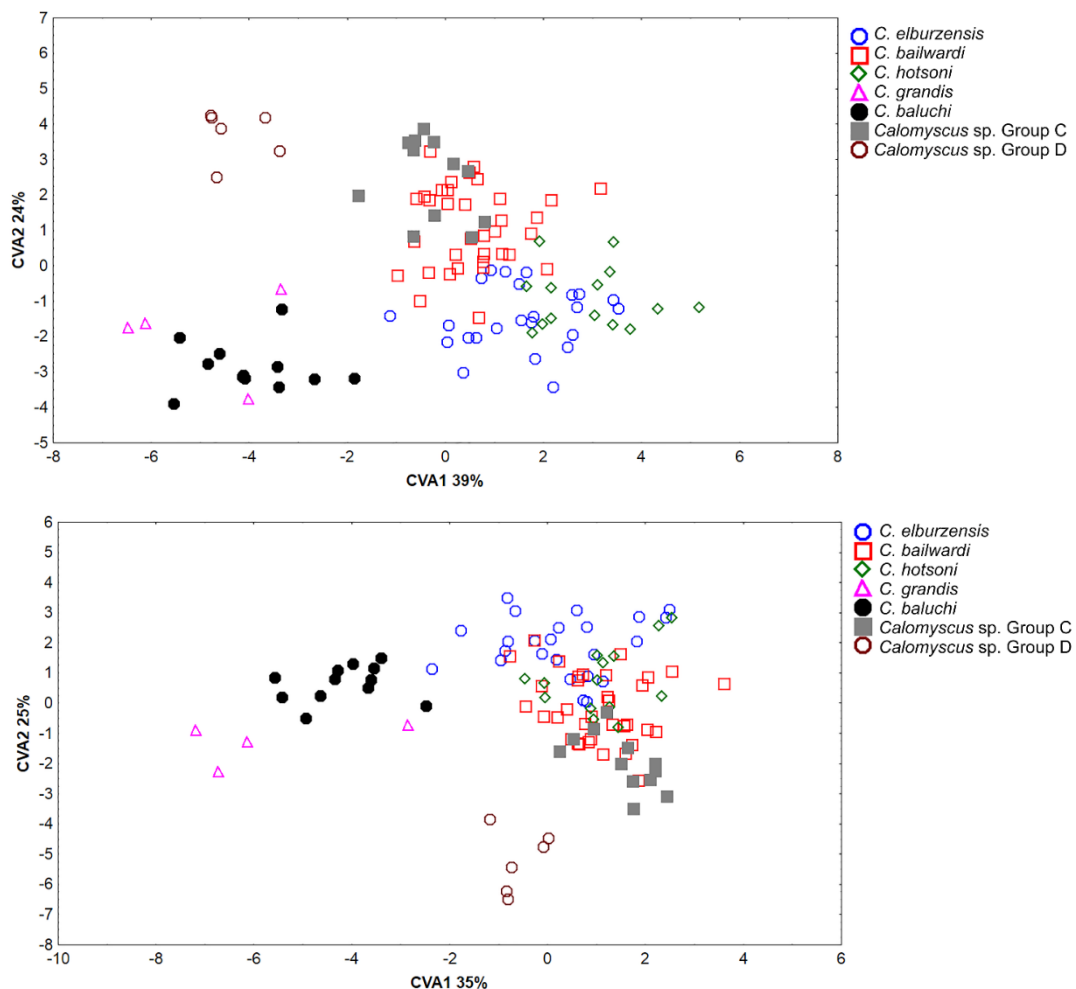 7
6
5
4
3
2
1
0
-1
-2
-3
-4
-5
-8 -6 -4 -2 0 2 4 6 8
CVA2 24%
CVA1 39%
C. elburzensis
C. bailwardi
C. hotsoni
C. grandis
C. baluchi
Calomyscus sp. Group C
Calomyscus sp. Group D
6
5
4
3
2
1
0
-1
-2
-3
-4
-5
-6
-7
-8
-10 -8 -6 -4 -2 0 2 4 6
CVA2 25%
CVA1 35%
C. elburzensis
C. bailwardi
C. hotsoni
C. grandis
C. baluchi
Calomyscus sp. Group C
Calomyscus sp. Group D